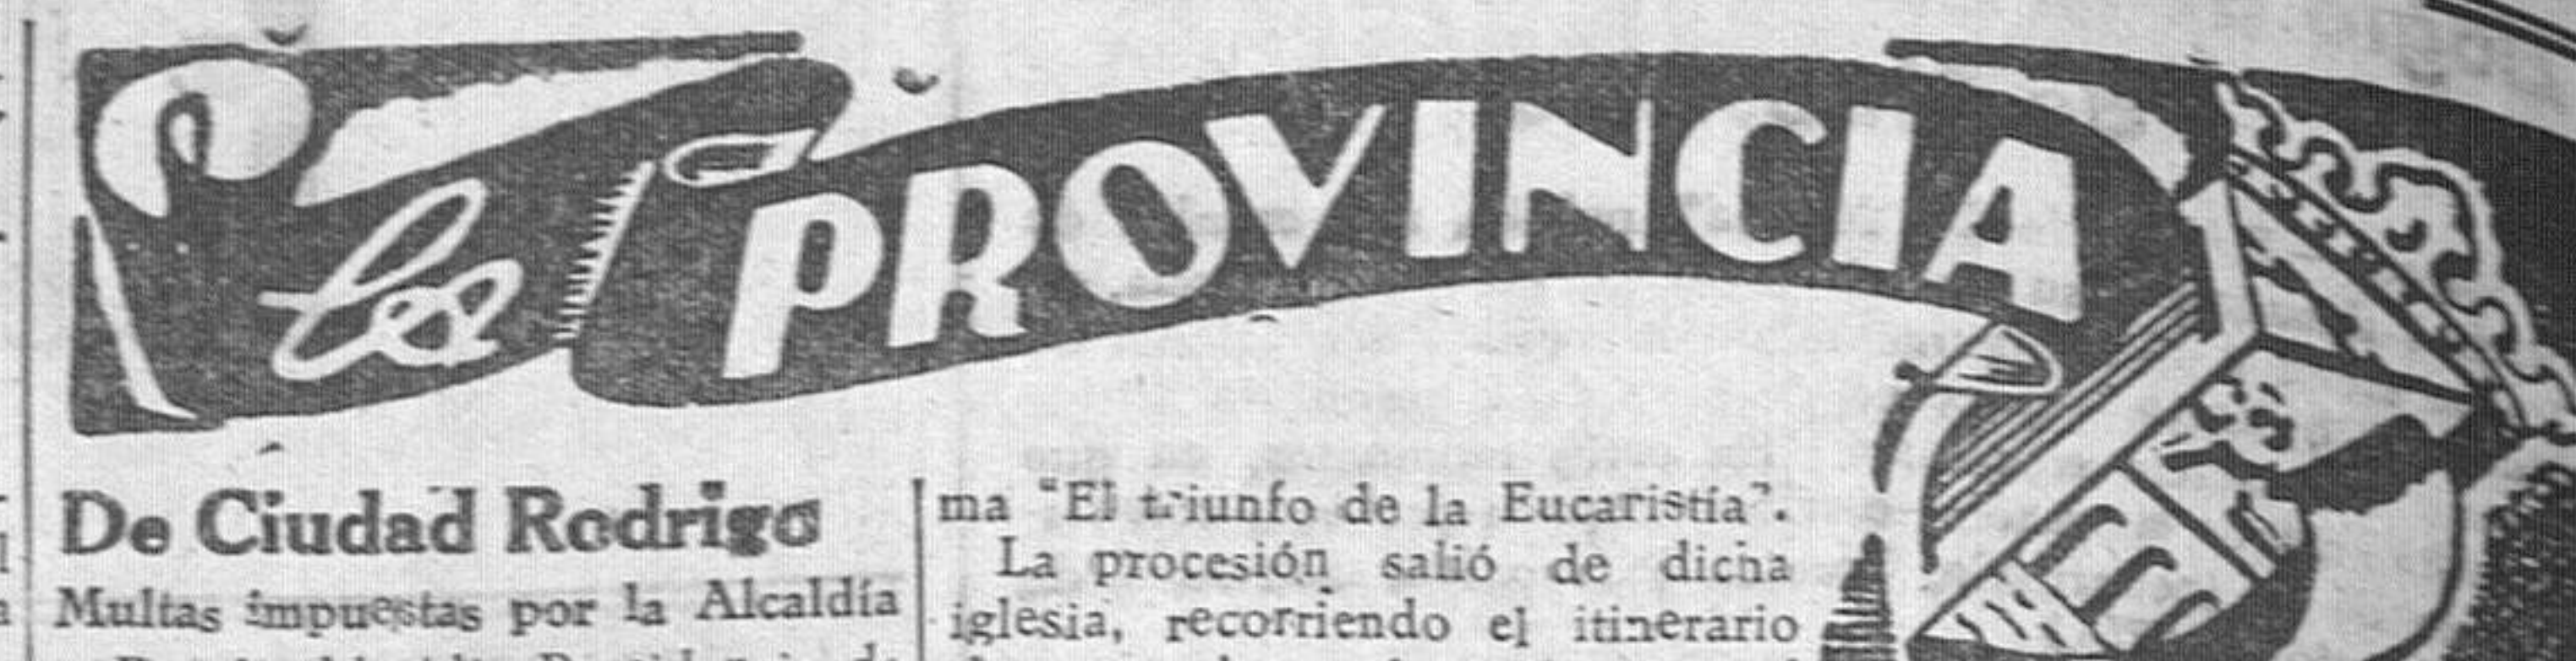 La PROVINCIA
De Ciudad Rodrigo
Multas impuestas por la Alcaldía
ma "El triunfo de la Eucaristía".
La procesión salió de dicha
iglesia, recorriendo el itinerario